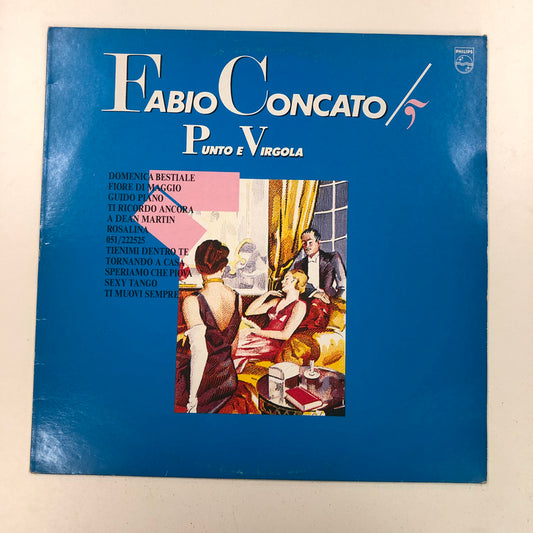 PHILIPS
FABIO CONCATO / ;
PUNTO E VIRGOLA
DOMENICA BESTIALE
FIORE DI MAGGIO
GUIDO PIANO
TI RICORDO ANCORA
A DEAN MARTIN
ROSALINA
051/222525
TIENIMI DENTRO TE
TORNANDO A CASA
SPERIAMO CHE PIOVA
SEXY TANGO
TI MUOVI SEMPRE